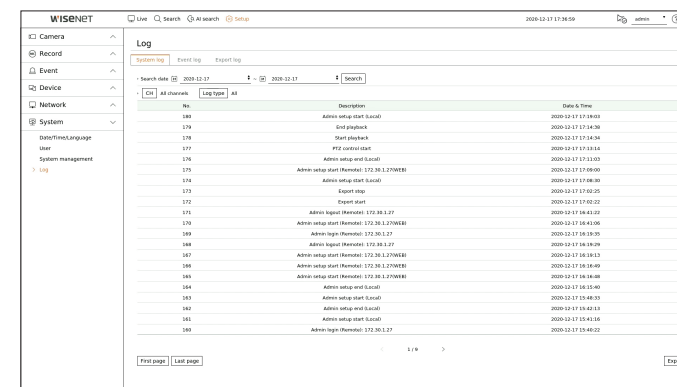 WISENET Live Search AI search Setup 2020-12-17 17:36:59 admin
Camera
Record
Event
Device
Network
System
Date/Time/Language
User
System management
Log
Log
System log Event log Export log
Search date 2020-12-17 ~ 2020-12-17 Search
CH All channels Log type All
No. Description Date & Time
180 Admin setup start (Local) 2020-12-17 17:19:03
179 End playback 2020-12-17 17:14:38
178 Start playback 2020-12-17 17:14:34
177 PTZ control start 2020-12-17 17:13:14
176 Admin setup end (Local) 2020-12-17 17:11:03
175 Admin setup start (Remote): 172.30.1.27(WEB) 2020-12-17 17:09:00
174 Admin setup start (Local) 2020-12-17 17:08:30
173 Export stop 2020-12-17 17:02:25
172 Export start 2020-12-17 17:02:22
171 Admin logout (Remote): 172.30.1.27 2020-12-17 16:41:22
170 Admin setup start (Remote): 172.30.1.27(WEB) 2020-12-17 16:41:06
169 Admin login (Remote): 172.30.1.27 2020-12-17 16:19:35
168 Admin logout (Remote): 172.30.1.27 2020-12-17 16:19:29
167 Admin setup start (Remote): 172.30.1.27(WEB) 2020-12-17 16:19:13
166 Admin setup start (Remote): 172.30.1.27(WEB) 2020-12-17 16:16:49
165 Admin setup start (Remote): 172.30.1.27(WEB) 2020-12-17 16:16:48
164 Admin setup end (Local) 2020-12-17 16:15:40
163 Admin setup start (Local) 2020-12-17 15:48:33
162 Admin setup end (Local) 2020-12-17 15:42:13
161 Admin setup start (Local) 2020-12-17 15:41:16
160 Admin login (Remote): 172.30.1.27 2020-12-17 15:40:22
< 1 / 9 >
First page Last page Exp